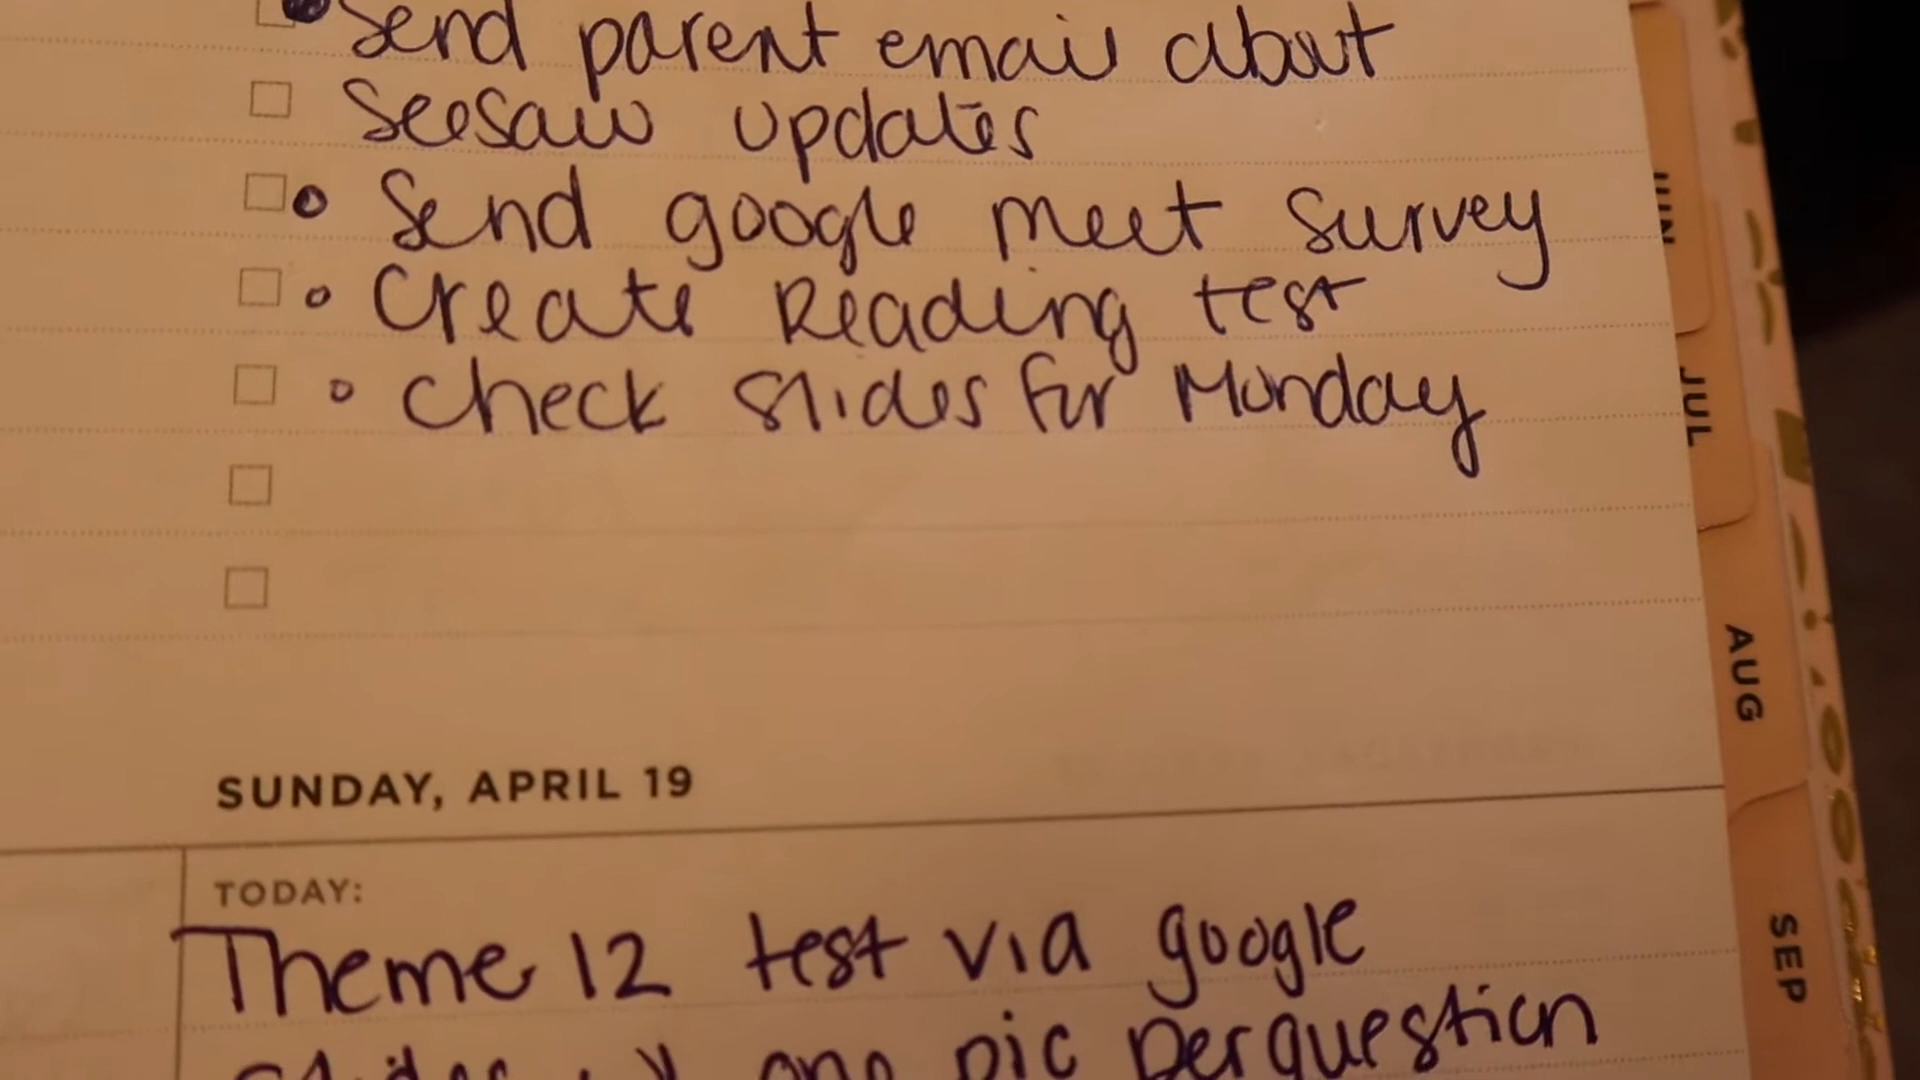 Send parent email about
Seesaw updates
Send google meet survey
Create Reading test
Check slides for Monday
SUNDAY, APRIL 19
TODAY:
Theme 12 test via google
slides one pic per question
JUN
JUL
AUG
SEP